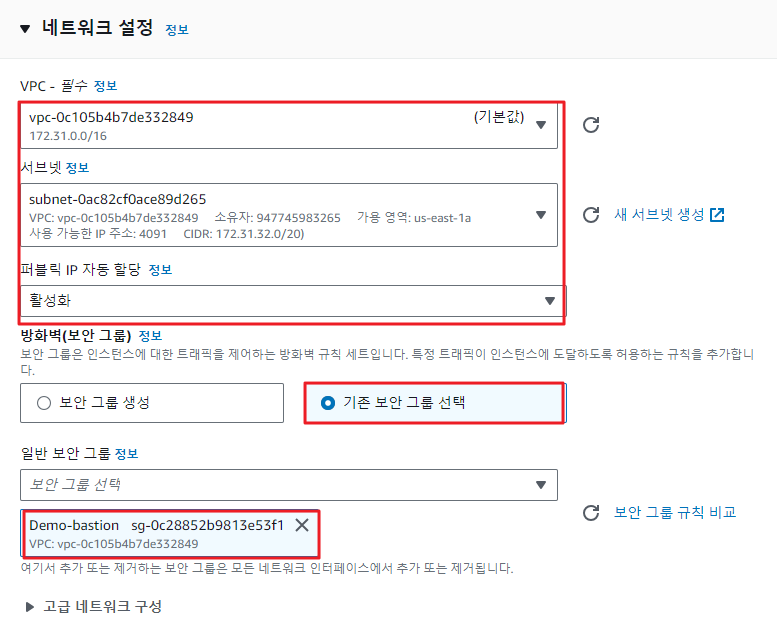 네트워크 설정 정보
VPC - 필수 정보
vpc-0c105b4b7de332849 (기본값)
172.31.0.0/16
서브넷 정보
subnet-0ac82cf0ace89d265
VPC: vpc-0c105b4b7de332849 소유자: 947745983265 가용 영역: us-east-1a
사용 가능한 IP 주소: 4091 CIDR: 172.31.32.0/20)
새 서브넷 생성
퍼블릭 IP 자동 할당 정보
활성화
방화벽(보안 그룹) 정보
보안 그룹은 인스턴스에 대한 트래픽을 제어하는 방화벽 규칙 세트입니다. 특정 트래픽이 인스턴스에 도달하도록 허용하는 규칙을 추가합니
다.
보안 그룹 생성
기존 보안 그룹 선택
일반 보안 그룹 정보
보안 그룹 선택
Demo-bastion sg-0c28852b9813e53f1
VPC: vpc-0c105b4b7de332849
보안 그룹 규칙 비교
여기서 추가 또는 제거하는 보안 그룹은 모든 네트워크 인터페이스에서 추가 또는 제거됩니다.
고급 네트워크 구성